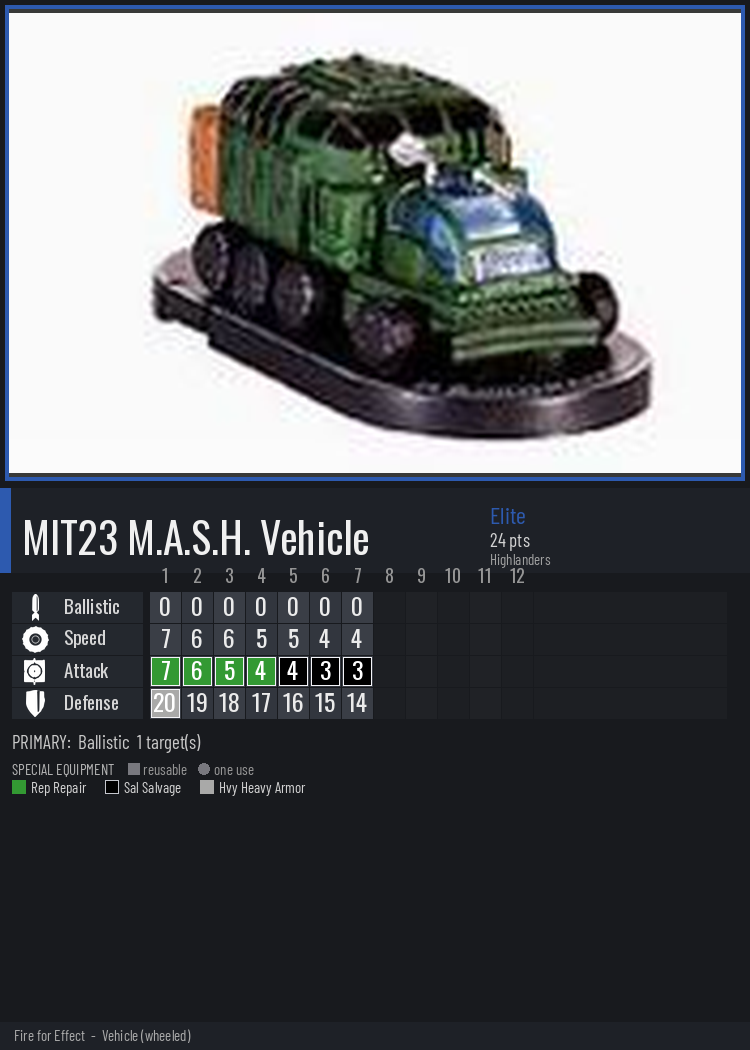 MIT23 M.A.S.H. Vehicle
Elite
24 pts
Highlanders
1 2 3 4 5 6 7 8 9 10 11 12
Ballistic 0 0 0 0 0 0 0
Speed 7 6 6 5 5 4 4
Attack 7 6 5 4 4 3 3
Defense 20 19 18 17 16 15 14
PRIMARY: Ballistic 1 target(s)
SPECIAL EQUIPMENT reusable one use
Rep Repair Sal Salvage Hvy Heavy Armor
Fire for Effect - Vehicle (wheeled)